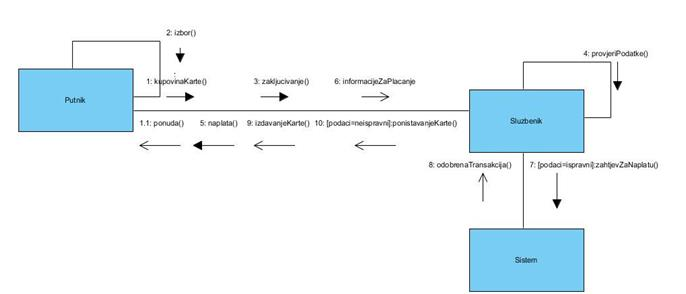 2: izbor()
4: provjeriPodatke()
:
1: kupovinaKarte()
3: zakljucivanje()
6: informacijeZaPlacanje
Putnik
Sluzbenik
1.1: ponuda()
5: naplata()
9: izdavanjeKarte()
10: [podaci=neispravni]:ponistavanjeKarte()
8: odobrenaTransakcija()
7: [podaci=ispravni]:zahtjevZaNaplatu()
Sistem